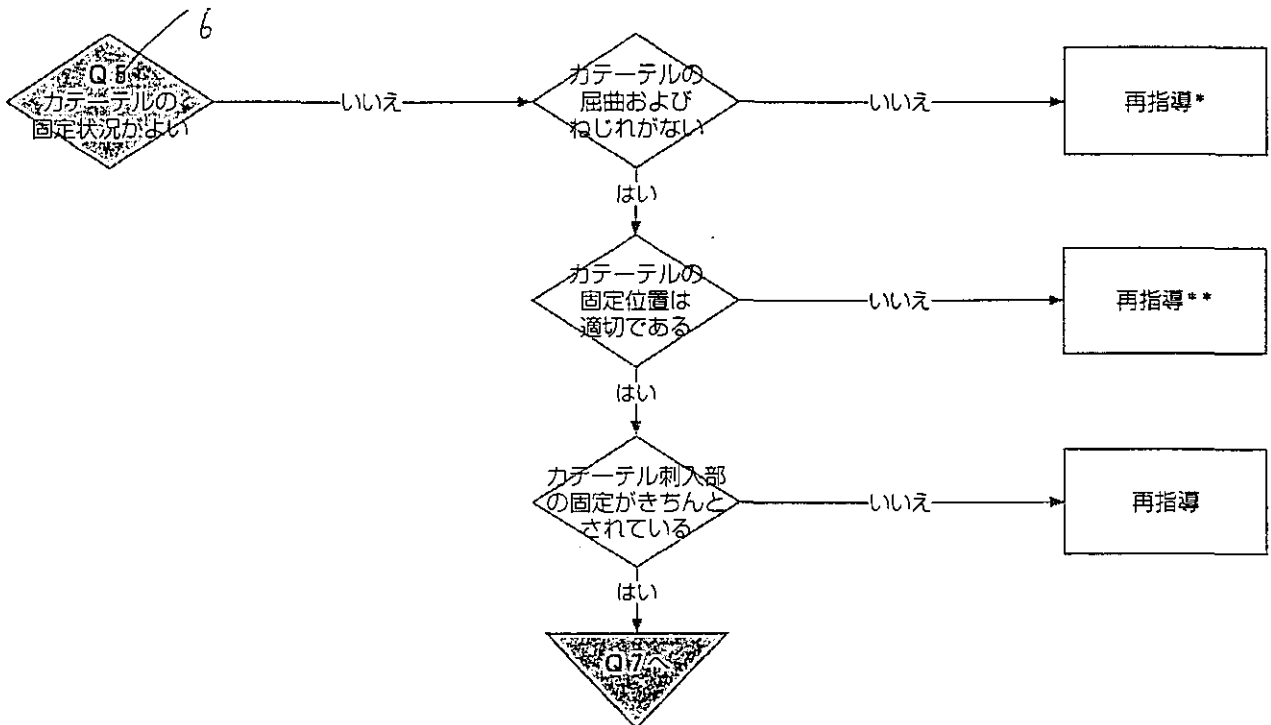 6
Q 5
カテーテルの
固定状況がよい
いいえ
カテーテルの
屈曲および
ねじれがない
いいえ
再指導*
はい
カテーテルの
固定位置は
適切である
いいえ
再指導**
はい
カテーテル刺入部
の固定がきちんと
されている
いいえ
再指導
はい
Q 7へ